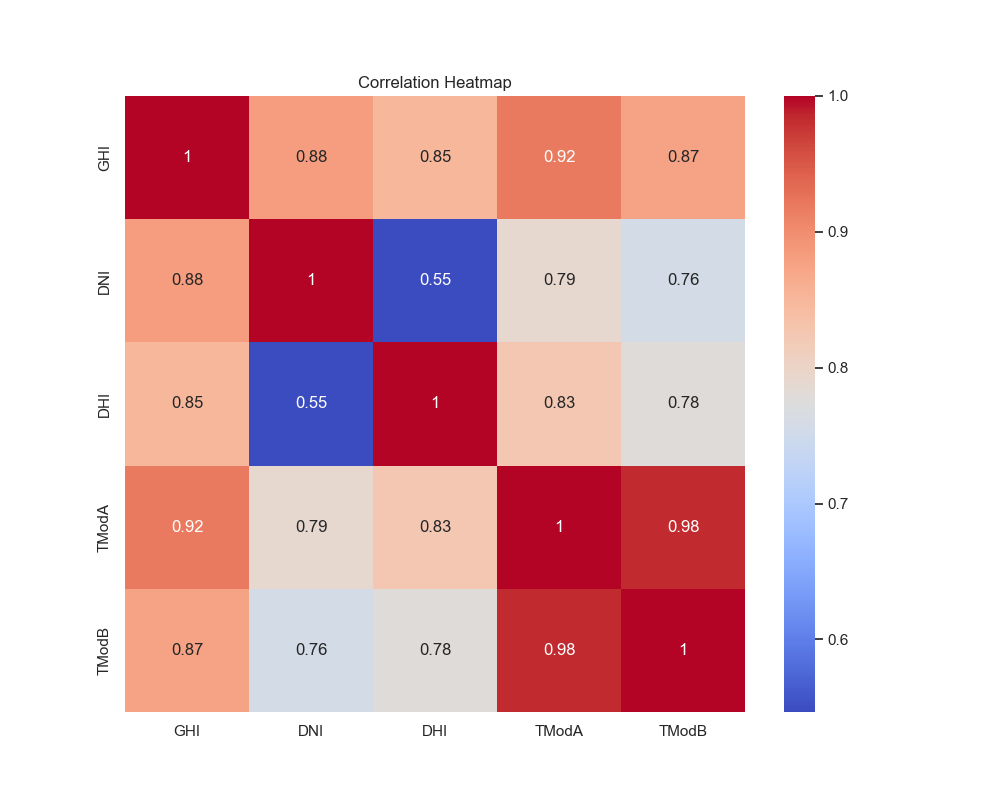 Correlation Heatmap
GHI 1 0.88 0.85 0.92 0.87
DNI 0.88 1 0.55 0.79 0.76
DHI 0.85 0.55 1 0.83 0.78
TModA 0.92 0.79 0.83 1 0.98
TModB 0.87 0.76 0.78 0.98 1
GHI DNI DHI TModA TModB
1.0
0.9
0.8
0.7
0.6